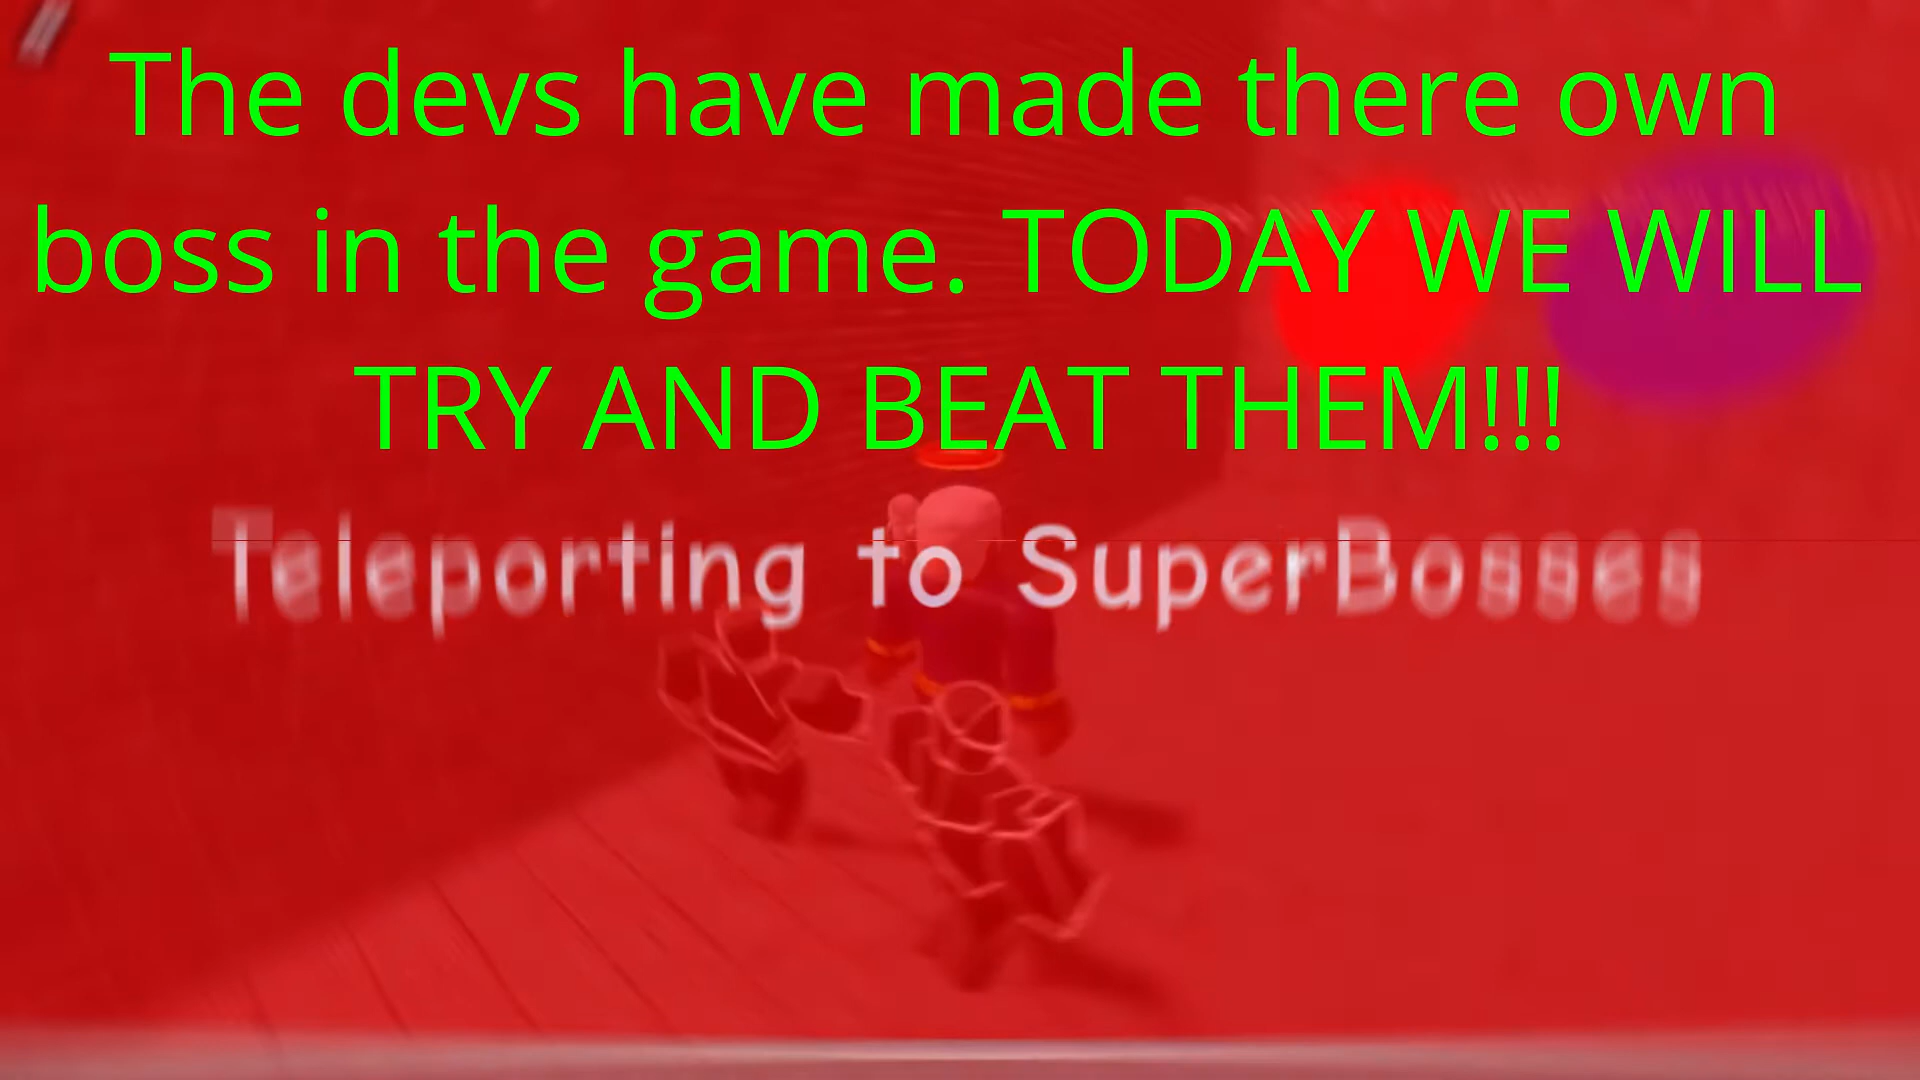 The devs have made there own
boss in the game. TODAY WE WILL
TRY AND BEAT THEM!!!
Teleporting to SuperBosses